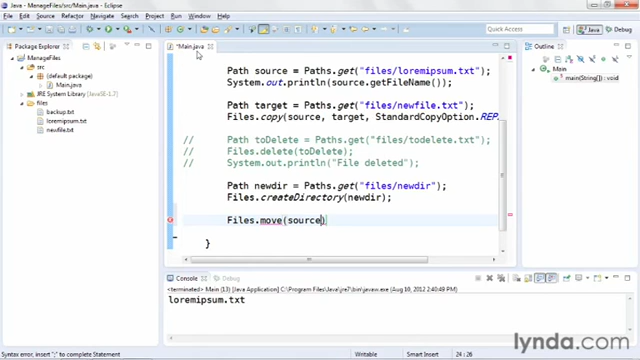 Java - ManageFiles/src/Main.java - Eclipse
File Edit Source Refactor Navigate Search Project Run Window Help
Quick Access
Java
Debug
Package Explorer
*Main.java
Outline
ManageFiles
src
(default package)
Main.java
JRE System Library [JavaSE-1.7]
files
backup.txt
loremipsum.txt
newfile.txt
Path source = Paths.get("files/loremipsum.txt");
System.out.println(source.getFileName());
Path target = Paths.get("files/newfile.txt");
Files.copy(source, target, StandardCopyOption.REP
// Path toDelete = Paths.get("files/todelete.txt");
// Files.delete(toDelete);
// System.out.println("File deleted");
Path newdir = Paths.get("files/newdir");
Files.createDirectory(newdir);
Files.move(source)
}
Main
main(String[]) : void
Console
Debug
<terminated> Main (13) [Java Application] C:\Program Files\Java\jre7\bin\javaw.exe (Aug 10, 2012 2:40:49 PM)
loremipsum.txt
lynda.com
Syntax error, insert ";" to complete Statement
Writable
Smart Insert
24 : 26